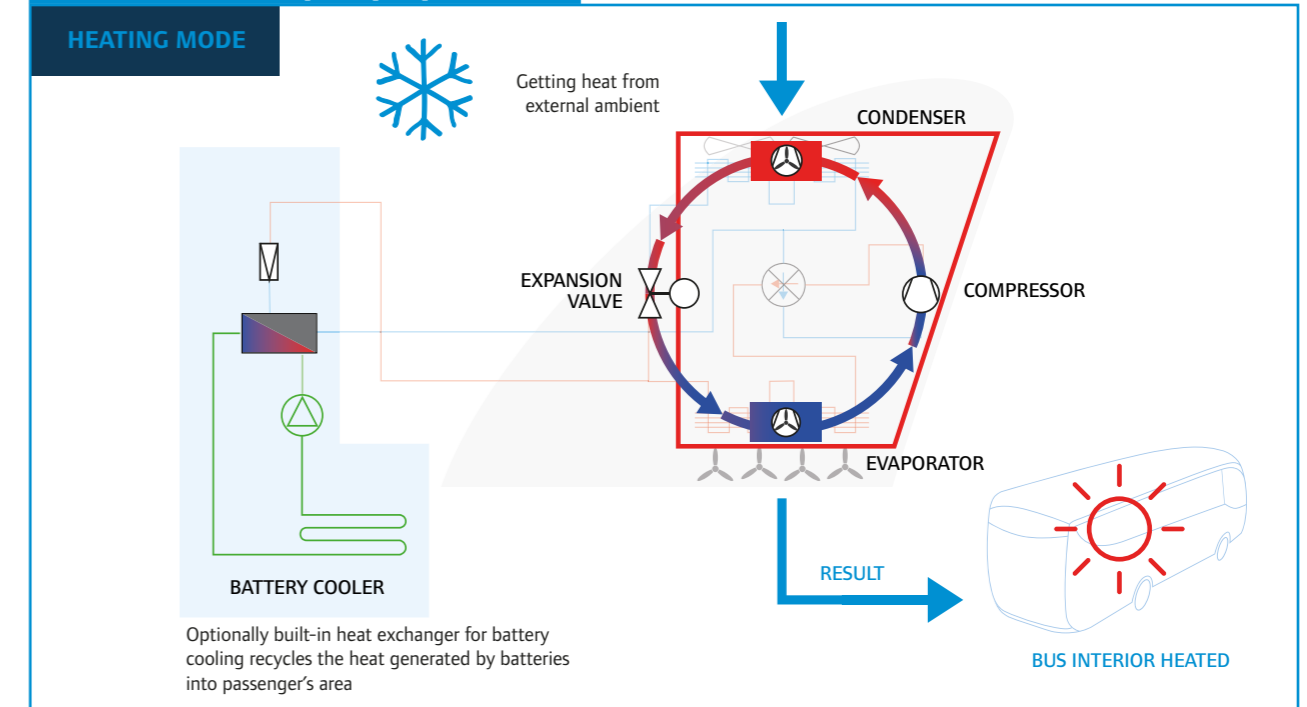 HEATING MODE
Getting heat from
external ambient
CONDENSER
EXPANSION
VALVE
COMPRESSOR
EVAPORATOR
RESULT
BATTERY COOLER
Optionally built-in heat exchanger for battery
cooling recycles the heat generated by batteries
into passenger's area
BUS INTERIOR HEATED